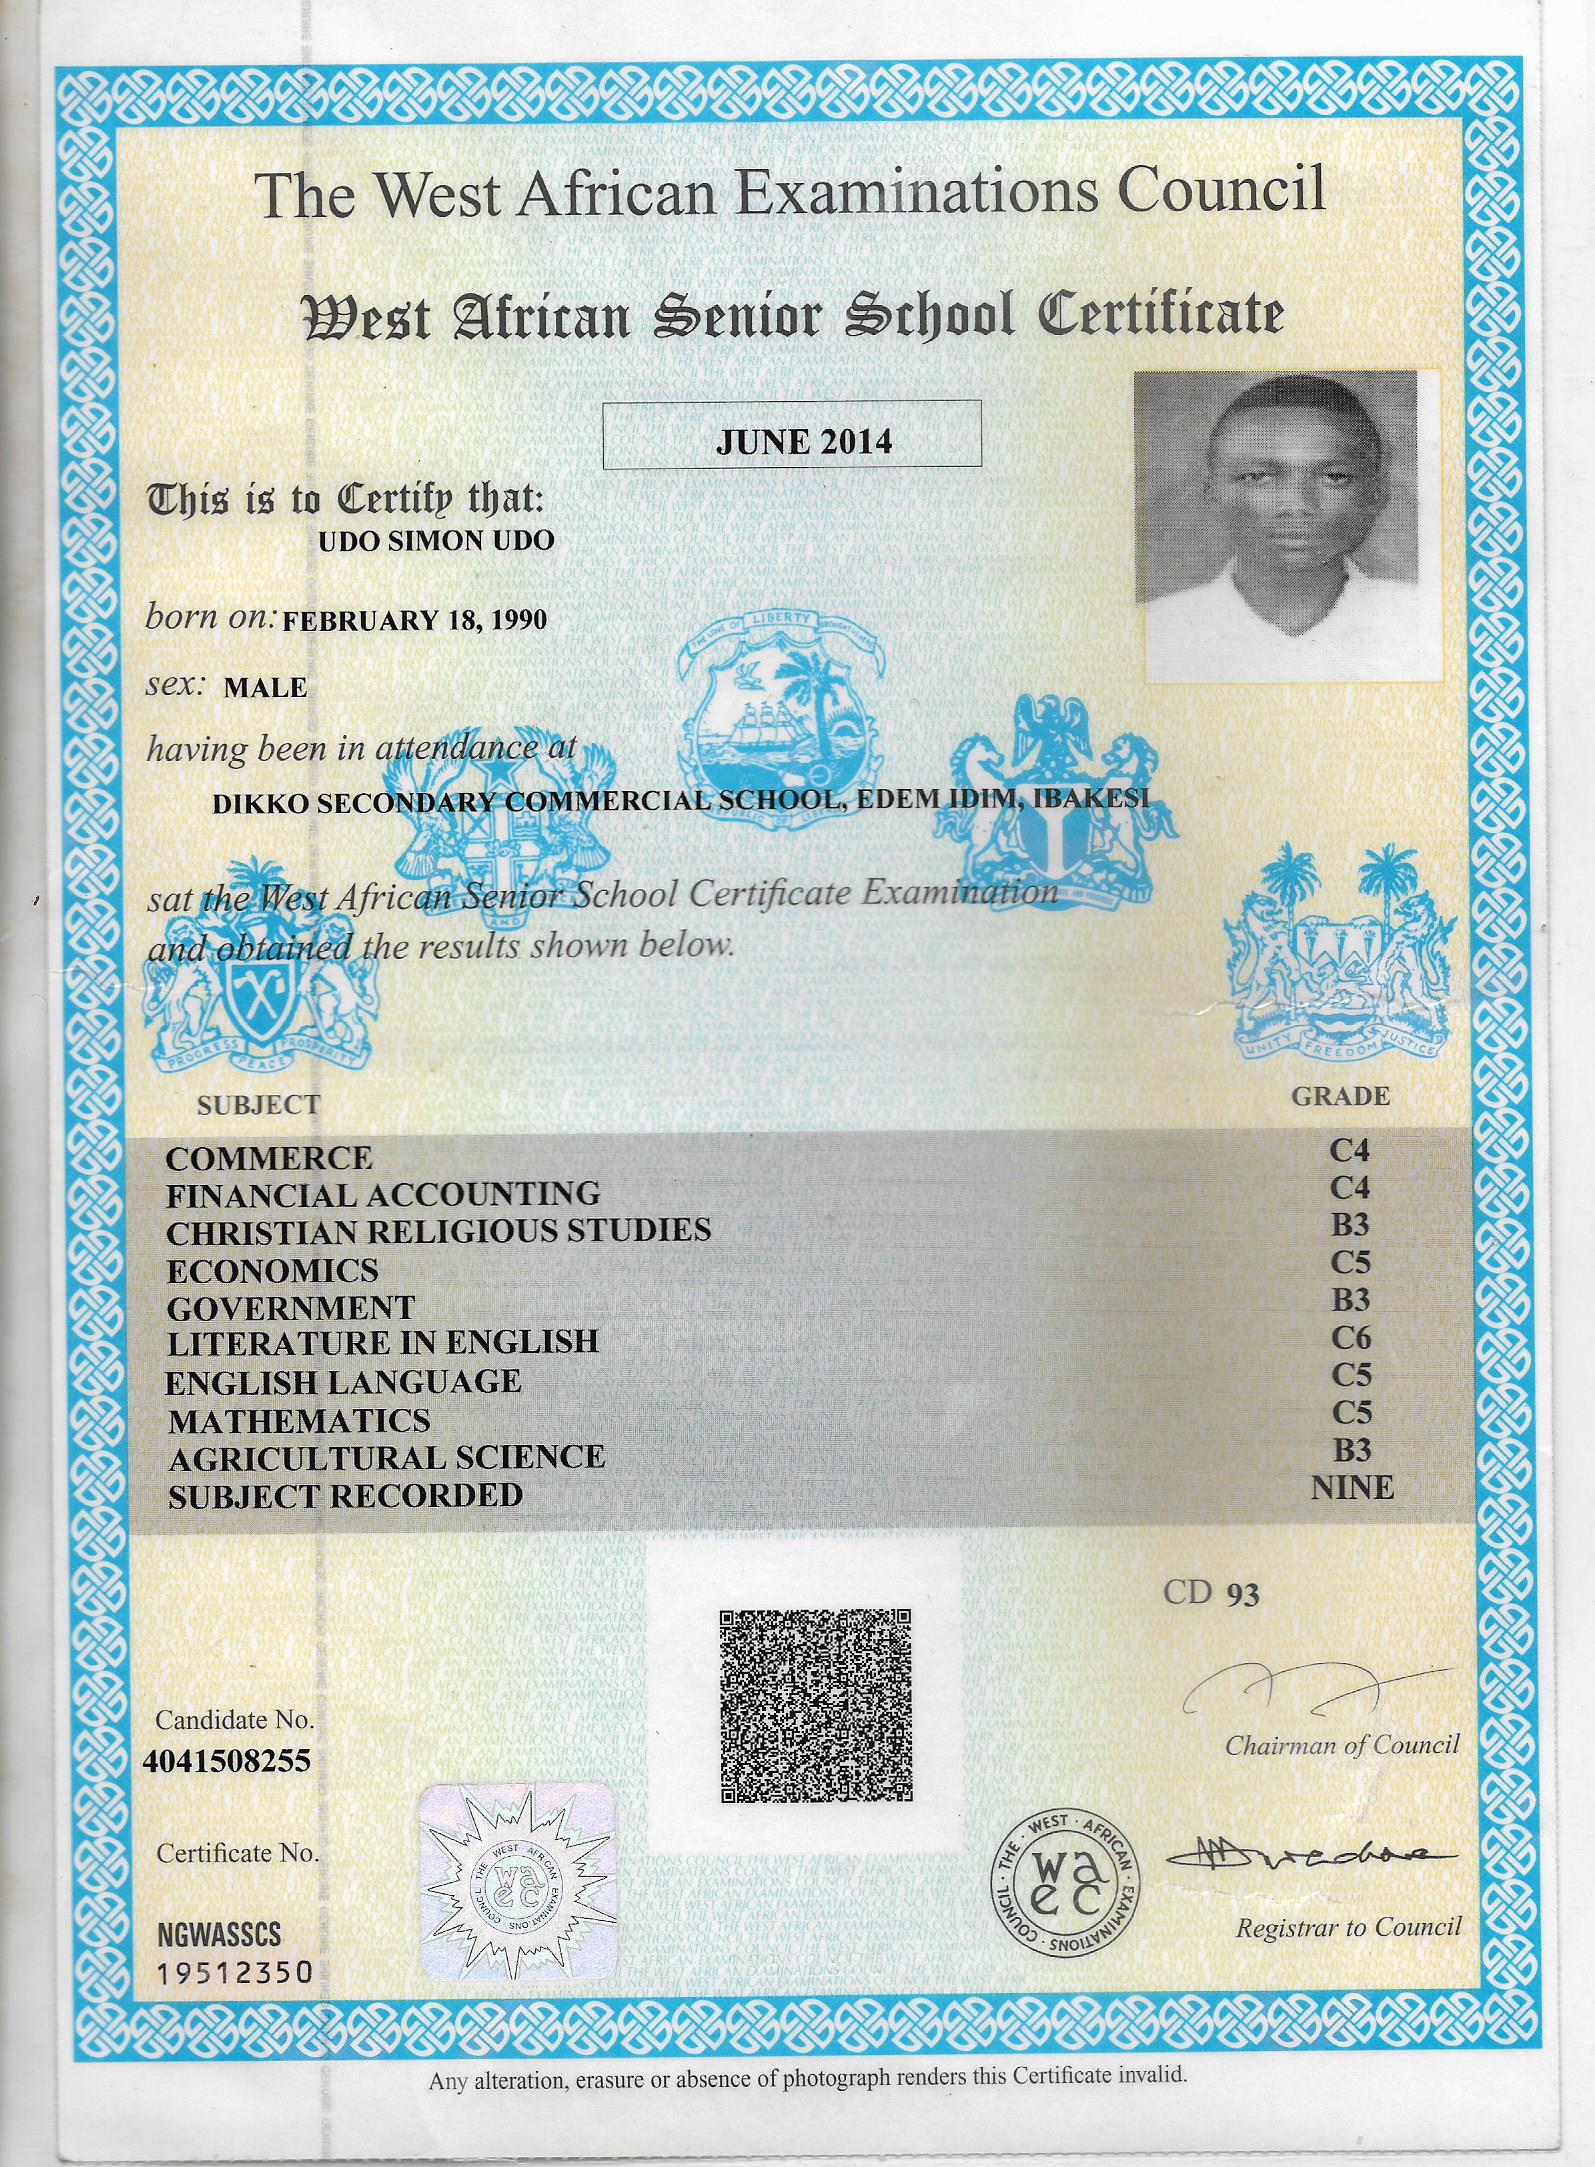 The West African Examinations Council
West African Senior School Certificate
JUNE 2014
This is to Certify that:
UDO SIMON UDO
born on: FEBRUARY 18, 1990
sex: MALE
having been in attendance at
DIKKO SECONDARY COMMERCIAL SCHOOL, EDEM IDIM, IBAKESI
sat the West African Senior School Certificate Examination
and obtained the results shown below.
THE LOVE OF LIBERTY BROUGHT US HERE
REPUBLIC OF LIBERIA
PROGRESS PEACE PROSPERITY
UNITY FREEDOM JUSTICE
SUBJECT GRADE
COMMERCE C4
FINANCIAL ACCOUNTING C4
CHRISTIAN RELIGIOUS STUDIES B3
ECONOMICS C5
GOVERNMENT B3
LITERATURE IN ENGLISH C6
ENGLISH LANGUAGE C5
MATHEMATICS C5
AGRICULTURAL SCIENCE B3
SUBJECT RECORDED NINE
CD 93
Candidate No.
4041508255
Chairman of Council
Certificate No.
NGWASSCS
19512350
THE WEST AFRICAN EXAMINATIONS COUNCIL
waec
THE · WEST · AFRICAN · EXAMINATIONS · COUNCIL
waec
Registrar to Council
Any alteration, erasure or absence of photograph renders this Certificate invalid.